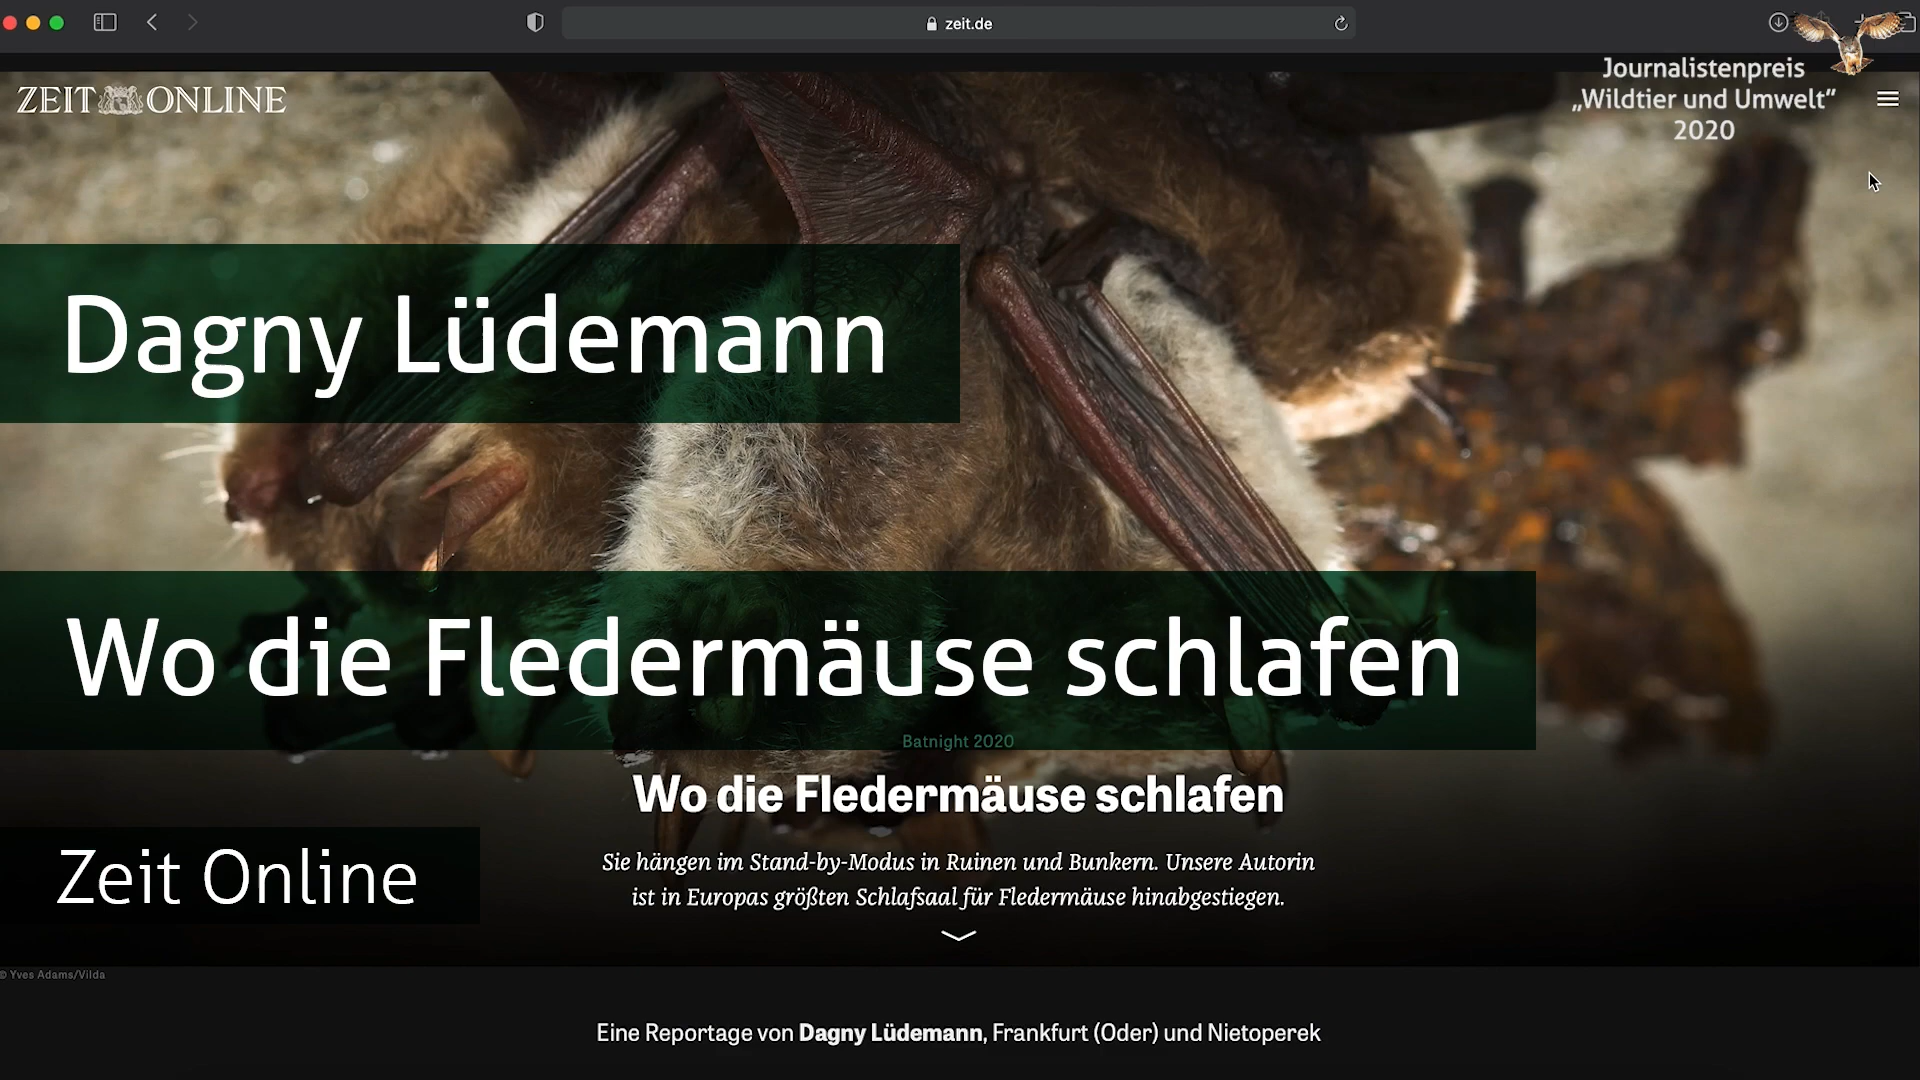 zeit.de
ZEIT ONLINE
Journalistenpreis
„Wildtier und Umwelt“
2020
Dagny Lüdemann
Wo die Fledermäuse schlafen
Batnight 2020
Wo die Fledermäuse schlafen
Sie hängen im Stand-by-Modus in Ruinen und Bunkern. Unsere Autorin
ist in Europas größten Schlafsaal für Fledermäuse hinabgestiegen.
Zeit Online
© Yves Adams/Vilda
Eine Reportage von Dagny Lüdemann, Frankfurt (Oder) und Nietoperek